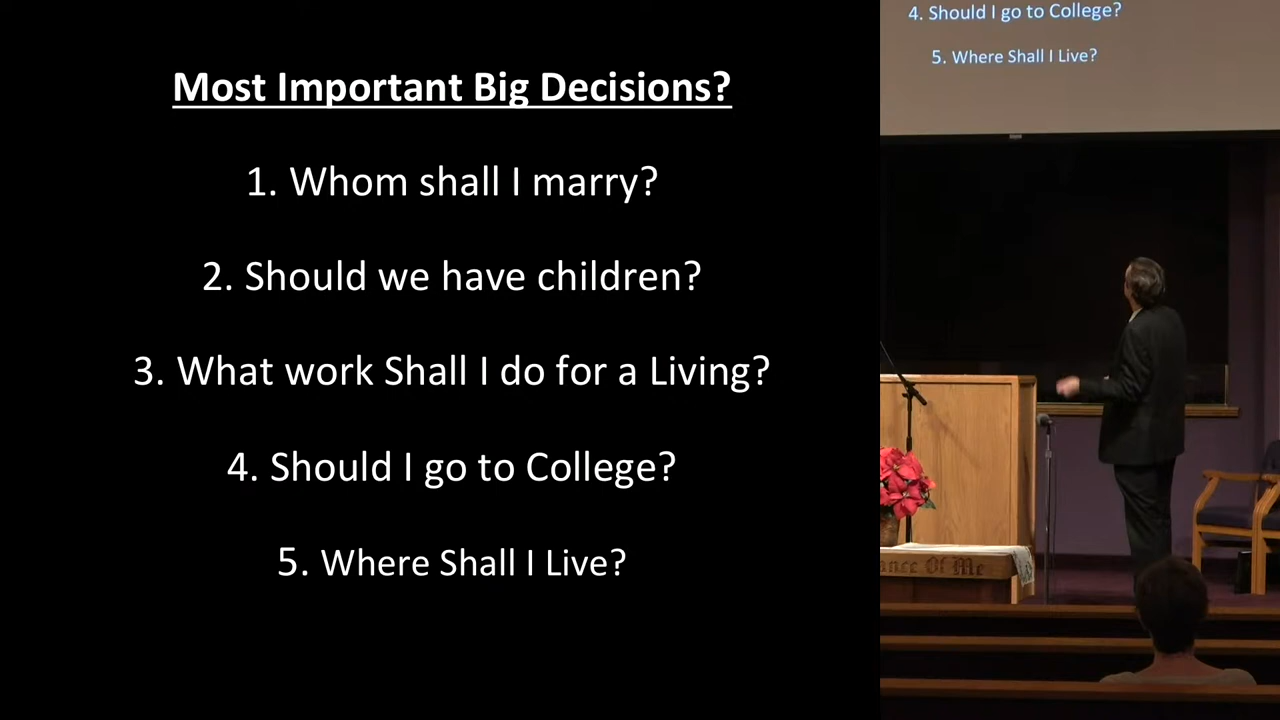 Most Important Big Decisions?
1. Whom shall I marry?
2. Should we have children?
3. What work Shall I do for a Living?
4. Should I go to College?
5. Where Shall I Live?
4. Should I go to College?
5. Where Shall I Live?
Of Me